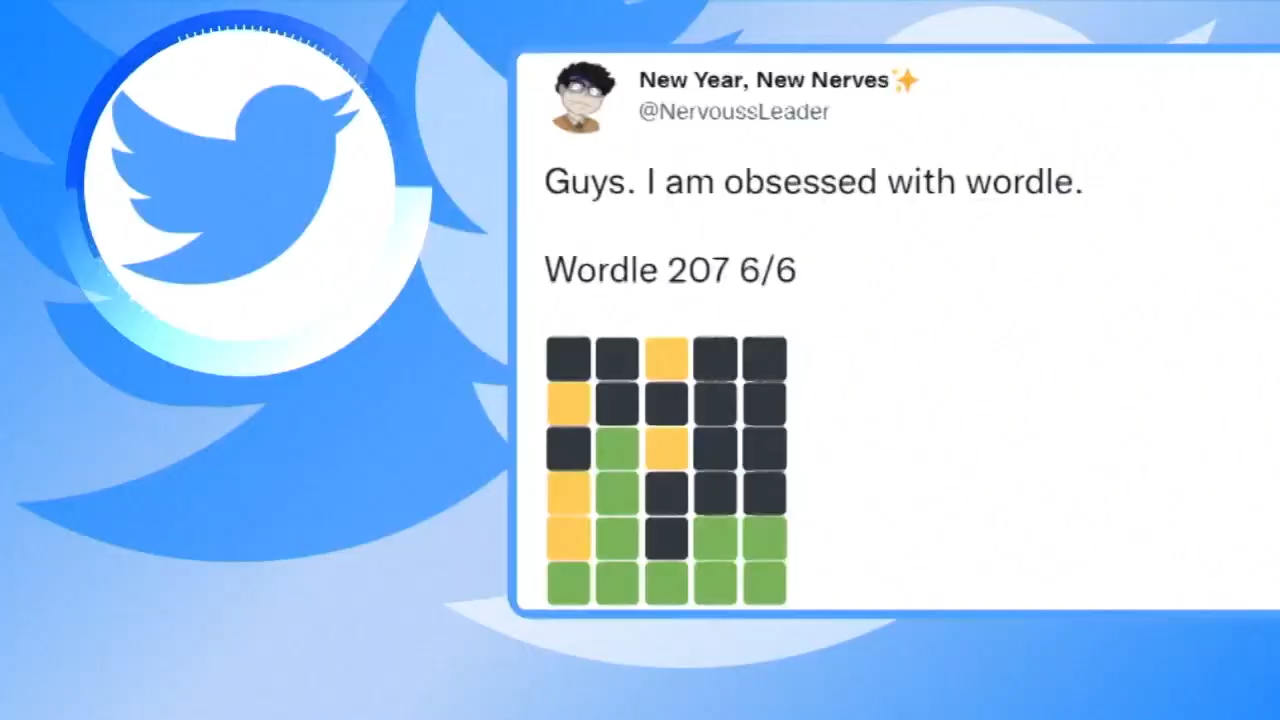 New Year, New Nerves✨
@NervoussLeader
Guys. I am obsessed with wordle.
Wordle 207 6/6